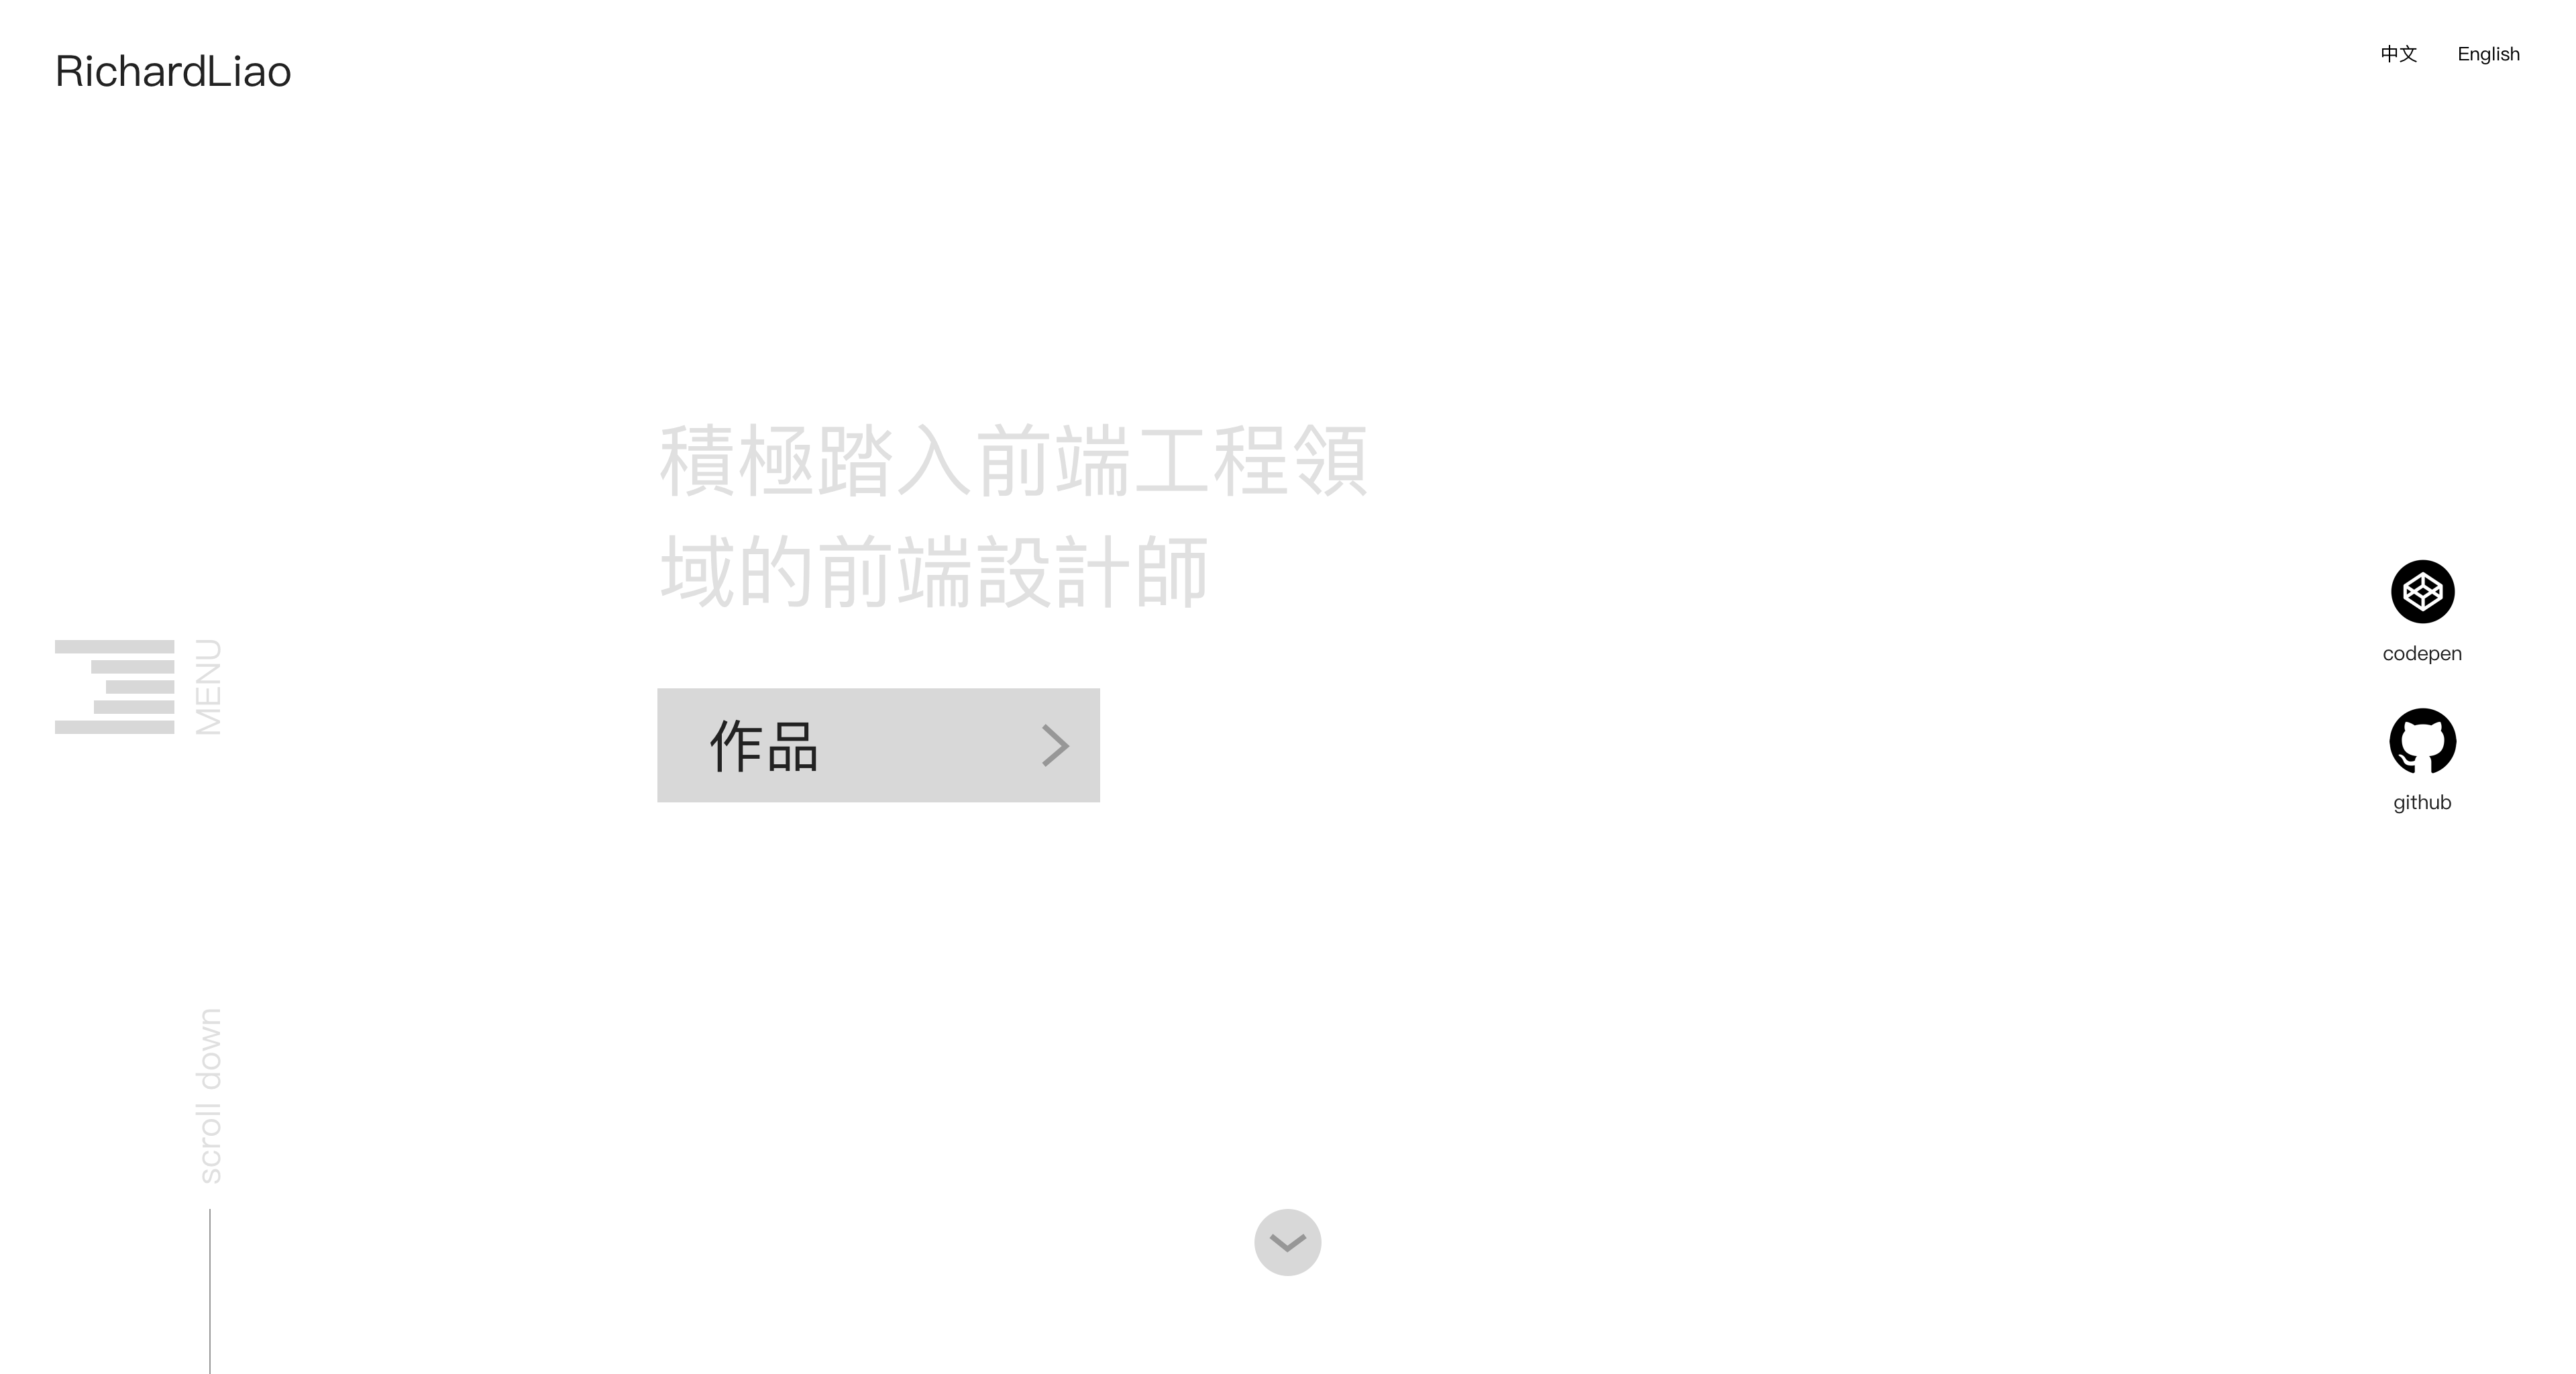 RichardLiao
中文
English
積極踏入前端工程領
域的前端設計師
作品
MENU
codepen
github
scroll down